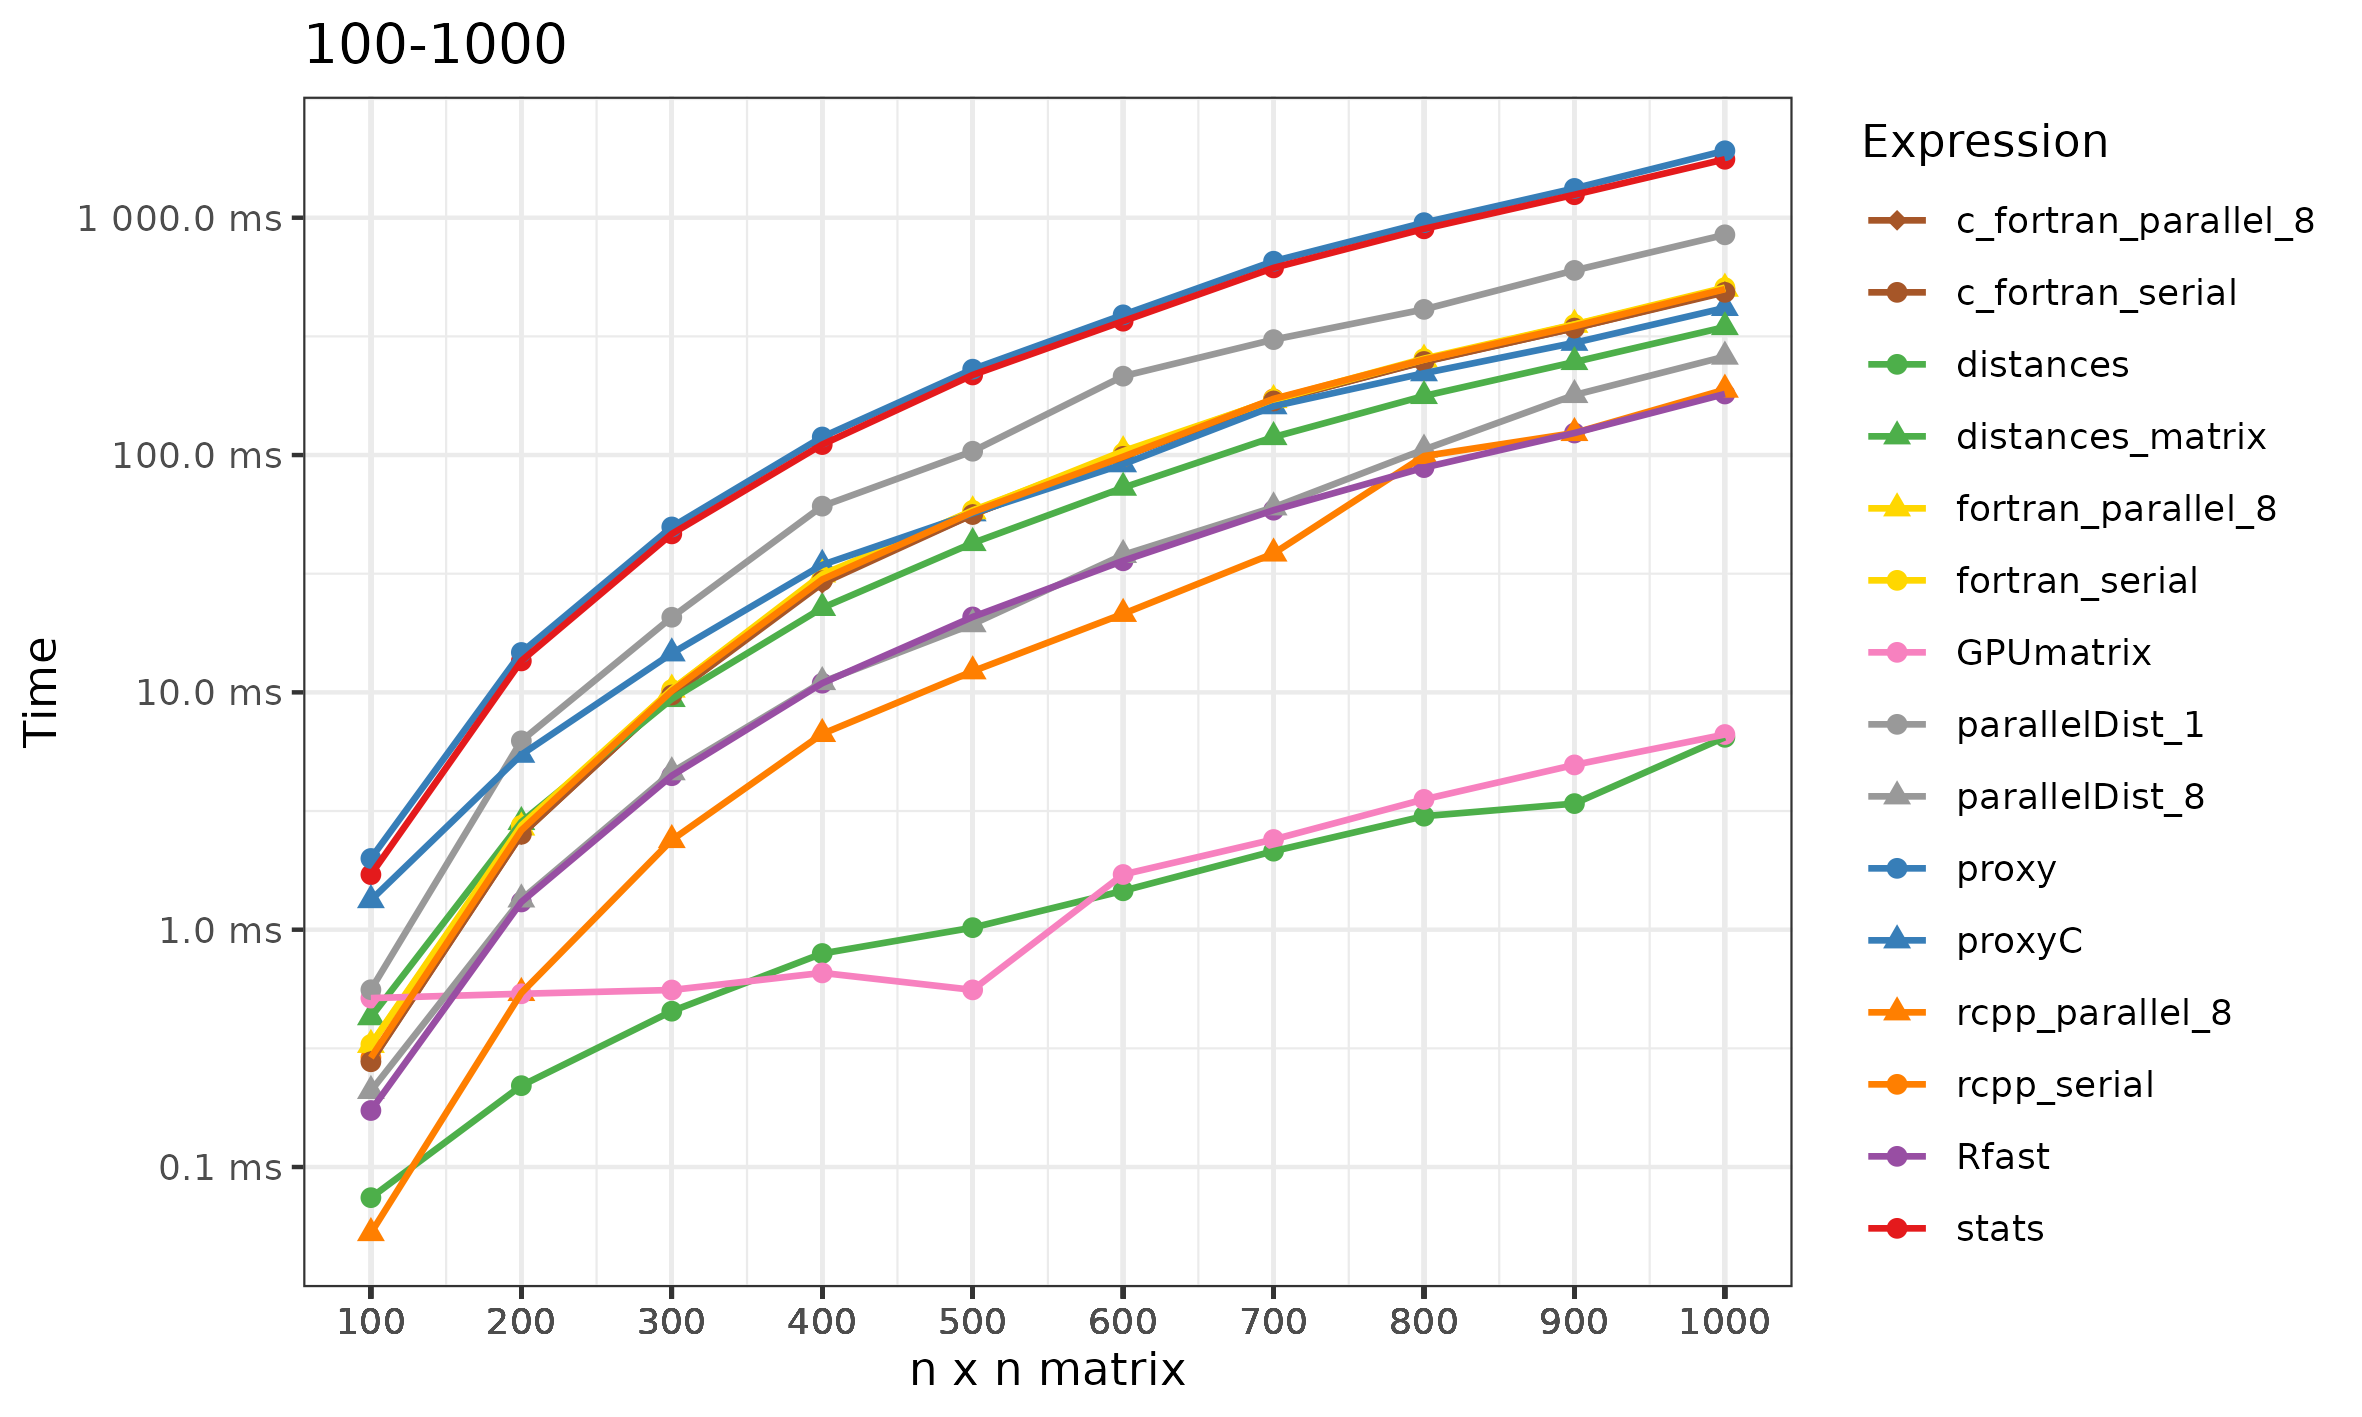 100-1000
Time
1 000.0 ms
100.0 ms
10.0 ms
1.0 ms
0.1 ms
100 200 300 400 500 600 700 800 900 1000
n x n matrix
Expression
c_fortran_parallel_8
c_fortran_serial
distances
distances_matrix
fortran_parallel_8
fortran_serial
GPUmatrix
parallelDist_1
parallelDist_8
proxy
proxyC
rcpp_parallel_8
rcpp_serial
Rfast
stats